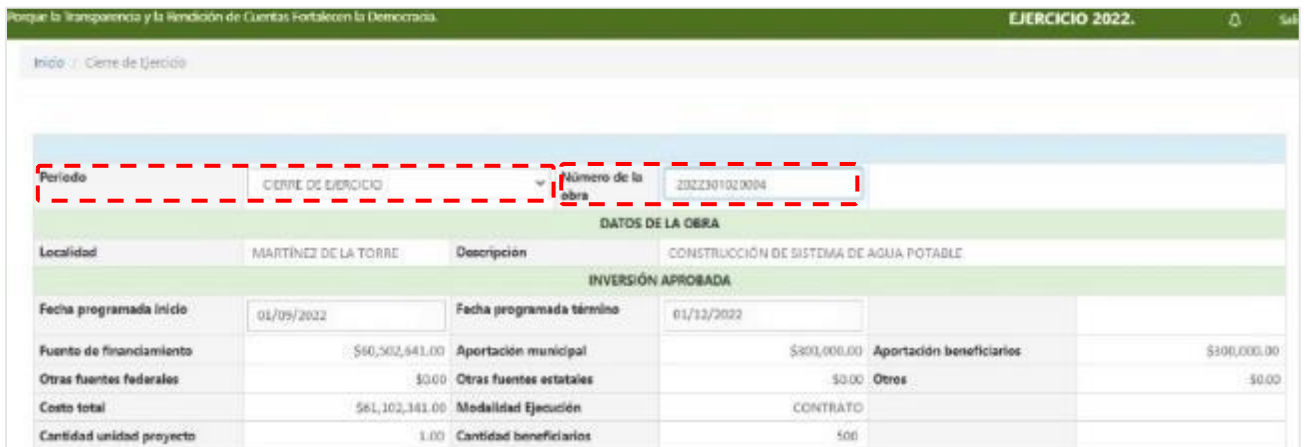 Porque la Transparencia y la Rendición de Cuentas Fortalecen la Democracia. EJERCICIO 2022. Sali
Inicio / Cierre de Ejercicio
Periodo CIERRE DE EJERCICIO Número de la obra 2022301020004
DATOS DE LA OBRA
Localidad MARTÍNEZ DE LA TORRE Descripción CONSTRUCCIÓN DE SISTEMA DE AGUA POTABLE
INVERSIÓN APROBADA
Fecha programada inicio 01/09/2022 Fecha programada término 01/12/2022
Fuente de financiamiento $60,502,641.00 Aportación municipal $300,000.00 Aportación beneficiarios $300,000.00
Otras fuentes federales $0.00 Otras fuentes estatales $0.00 Otros $0.00
Costo total $61,102,341.00 Modalidad Ejecución CONTRATO
Cantidad unidad proyecto 1.00 Cantidad beneficiarios 500